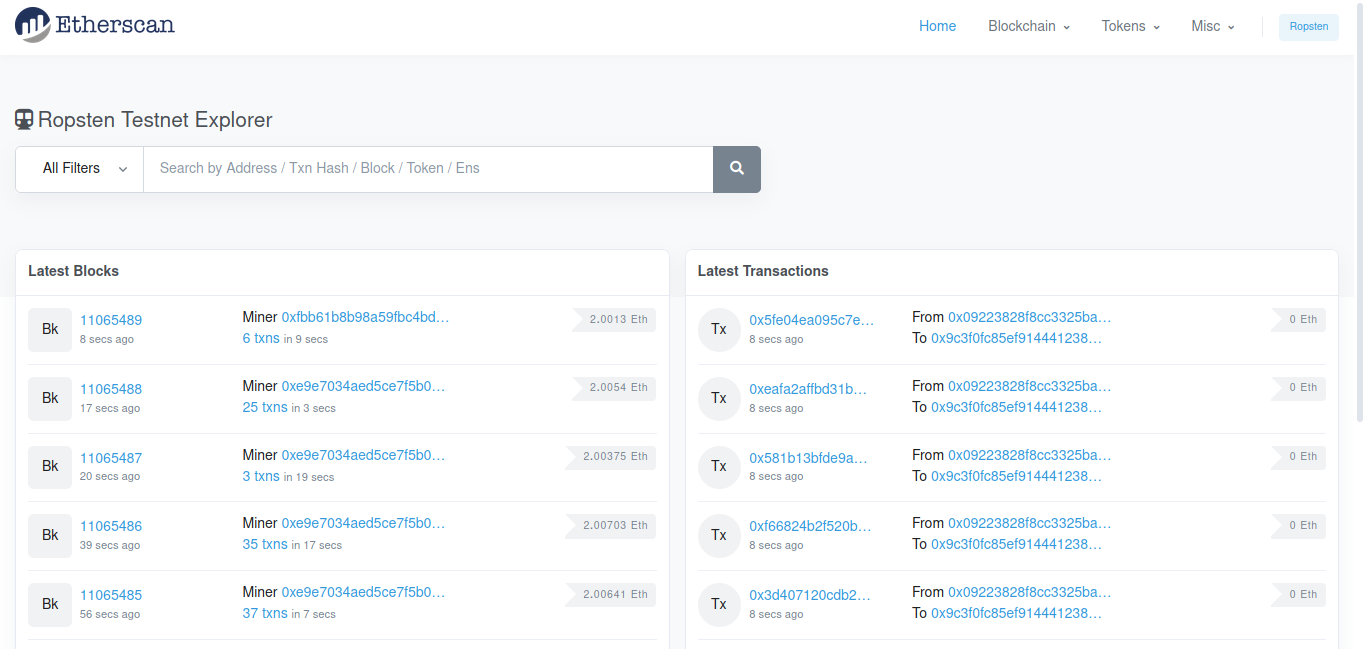 Etherscan
Home Blockchain Tokens Misc Ropsten
Ropsten Testnet Explorer
All Filters Search by Address / Txn Hash / Block / Token / Ens
Latest Blocks
Bk 11065489 Miner 0xfbb61b8b98a59fbc4bd... 2.0013 Eth
8 secs ago 6 txns in 9 secs
Bk 11065488 Miner 0xe9e7034aed5ce7f5b0... 2.0054 Eth
17 secs ago 25 txns in 3 secs
Bk 11065487 Miner 0xe9e7034aed5ce7f5b0... 2.00375 Eth
20 secs ago 3 txns in 19 secs
Bk 11065486 Miner 0xe9e7034aed5ce7f5b0... 2.00703 Eth
39 secs ago 35 txns in 17 secs
Bk 11065485 Miner 0xe9e7034aed5ce7f5b0... 2.00641 Eth
56 secs ago 37 txns in 7 secs
Latest Transactions
Tx 0x5fe04ea095c7e... From 0x09223828f8cc3325ba... 0 Eth
8 secs ago To 0x9c3f0fc85ef914441238...
Tx 0xeafa2affbd31b... From 0x09223828f8cc3325ba... 0 Eth
8 secs ago To 0x9c3f0fc85ef914441238...
Tx 0x581b13bfde9a... From 0x09223828f8cc3325ba... 0 Eth
8 secs ago To 0x9c3f0fc85ef914441238...
Tx 0xf66824b2f520b... From 0x09223828f8cc3325ba... 0 Eth
8 secs ago To 0x9c3f0fc85ef914441238...
Tx 0x3d407120cdb2... From 0x09223828f8cc3325ba... 0 Eth
8 secs ago To 0x9c3f0fc85ef914441238...